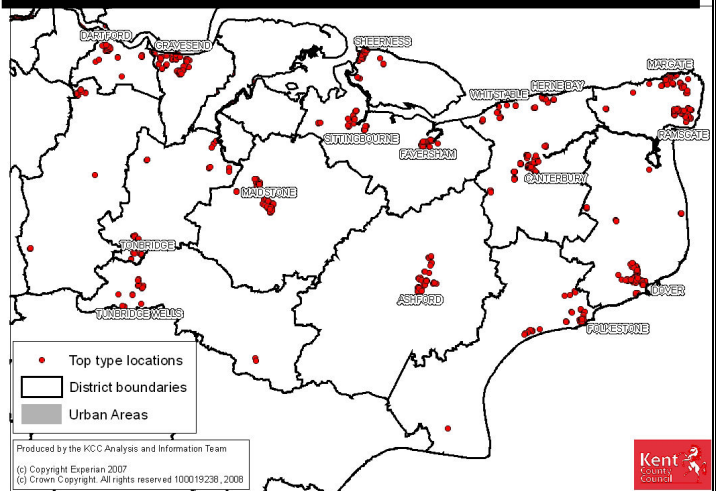 DARTFORD
GRAVESEND
SHEERNESS
MARGATE
HERNE BAY
WHITSTABLE
RAMSGATE
SITTINGBOURNE
FAVERSHAM
CANTERBURY
MAIDSTONE
TONBRIDGE
DOVER
ASHFORD
TUNBRIDGE WELLS
FOLKESTONE
Top type locations
District boundaries
Urban Areas
Produced by the KCC Analysis and Information Team
(c) Copyright Experian 2007
(c) Crown Copyright. All rights reserved 100019238, 2008
Kent
County
Council